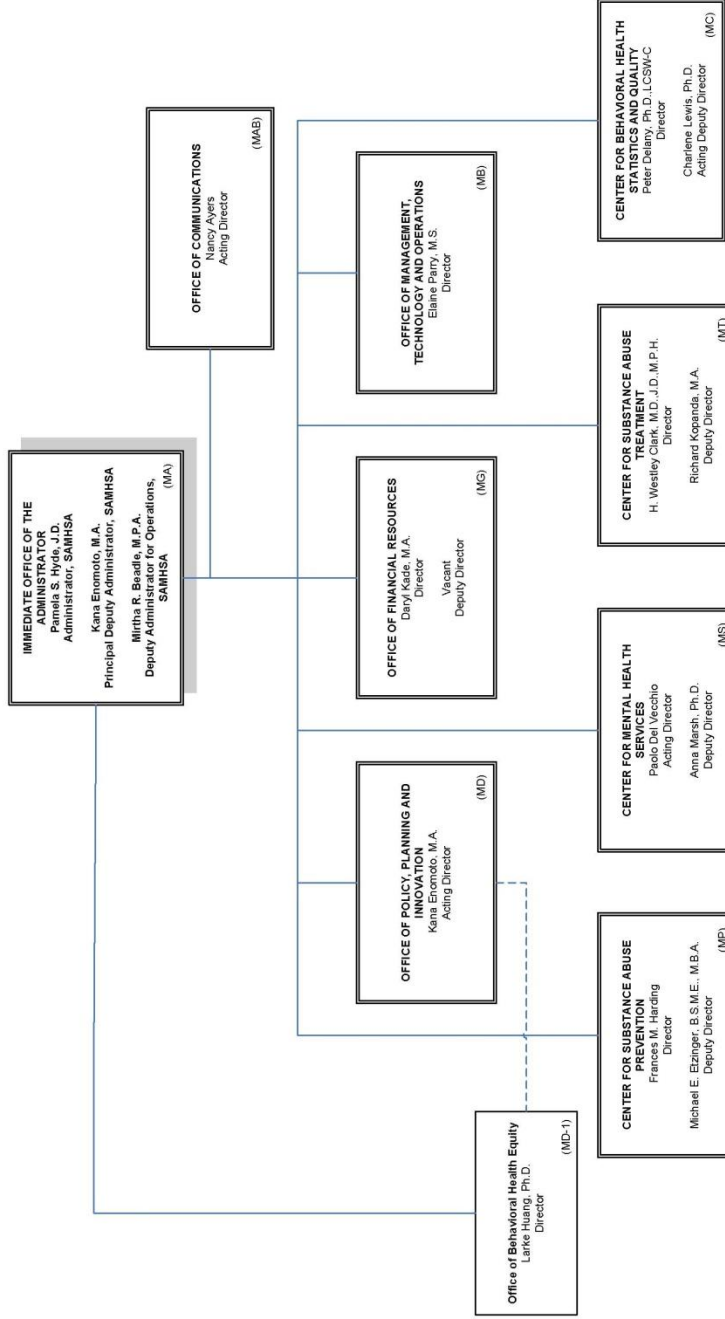 IMMEDIATE OFFICE OF THE
ADMINISTRATOR
Pamela S. Hyde, J.D.
Administrator, SAMHSA
Kana Enomoto, M.A.
Principal Deputy Administrator, SAMHSA
Mirtha R. Beadle, M.P.A.
Deputy Administrator for Operations,
SAMHSA
(MA)
OFFICE OF COMMUNICATIONS
Nancy Ayers
Acting Director
(MAB)
OFFICE OF POLICY, PLANNING AND
INNOVATION
Kana Enomoto, M.A.
Acting Director
(MD)
OFFICE OF FINANCIAL RESOURCES
Daryl Kade, M.A.
Director
Vacant
Deputy Director
(MG)
OFFICE OF MANAGEMENT,
TECHNOLOGY AND OPERATIONS
Elaine Parry, M.S.
Director
(MB)
Office of Behavioral Health Equity
Larke Huang, Ph.D.
Director
(MD-1)
CENTER FOR SUBSTANCE ABUSE
PREVENTION
Frances M. Harding
Director
Michael E. Etzinger, B.S.M.E., M.B.A.
Deputy Director
(MP)
CENTER FOR MENTAL HEALTH
SERVICES
Paolo Del Vecchio
Acting Director
Anna Marsh, Ph.D.
Deputy Director
(MS)
CENTER FOR SUBSTANCE ABUSE
TREATMENT
H. Westley Clark, M.D.,J.D.,M.P.H.
Director
Richard Kopanda, M.A.
Deputy Director
(MT)
CENTER FOR BEHAVIORAL HEALTH
STATISTICS AND QUALITY
Peter Delany, Ph.D.,LCSW-C
Director
Charlene Lewis, Ph.D.
Acting Deputy Director
(MC)